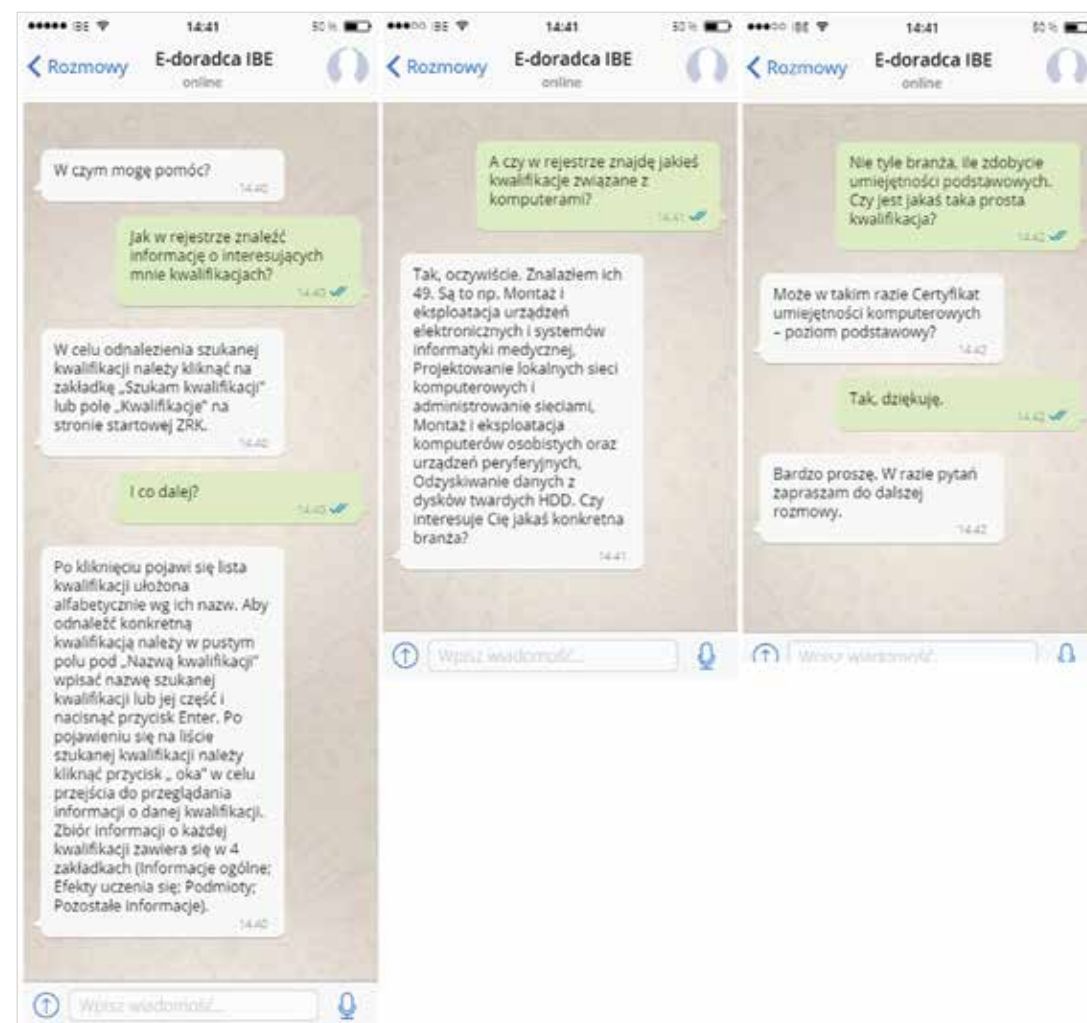 IBE 14:41 50 %
Rozmowy E-doradca IBE
online
W czym mogę pomóc?
14:40
Jak w rejestrze znaleźć
informację o interesujących
mnie kwalifikacjach?
14:40
W celu odnalezienia szukanej
kwalifikacji należy kliknąć na
zakładkę „Szukam kwalifikacji"
lub pole „Kwalifikacje" na
stronie startowej ZRK.
14:40
I co dalej?
14:40
Po kliknięciu pojawi się lista
kwalifikacji ułożona
alfabetycznie wg ich nazw. Aby
odnaleźć konkretną
kwalifikacją należy w pustym
polu pod „Nazwą kwalifikacji"
wpisać nazwę szukanej
kwalifikacji lub jej część i
nacisnąć przycisk Enter. Po
pojawieniu się na liście
szukanej kwalifikacji należy
kliknąć przycisk „ oka" w celu
przejścia do przeglądania
informacji o danej kwalifikacji.
Zbiór informacji o każdej
kwalifikacji zawiera się w 4
zakładkach (Informacje ogólne;
Efekty uczenia się; Podmioty;
Pozostałe informacje).
14:40
Wpisz wiadomość...
IBE 14:41 50 %
Rozmowy E-doradca IBE
online
A czy w rejestrze znajdę jakieś
kwalifikacje związane z
komputerami?
14:41
Tak, oczywiście. Znalazłem ich
49. Są to np. Montaż i
eksploatacja urządzeń
elektronicznych i systemów
informatyki medycznej,
Projektowanie lokalnych sieci
komputerowych i
administrowanie sieciami,
Montaż i eksploatacja
komputerów osobistych oraz
urządzeń peryferyjnych,
Odzyskiwanie danych z
dysków twardych HDD. Czy
interesuje Cię jakaś konkretna
branża?
14:41
Wpisz wiadomość...
IBE 14:41 50 %
Rozmowy E-doradca IBE
online
Nie tyle branża, ile zdobycie
umiejętności podstawowych.
Czy jest jakaś taka prosta
kwalifikacja?
14:42
Może w takim razie Certyfikat
umiejętności komputerowych
– poziom podstawowy?
14:42
Tak, dziękuję.
14:42
Bardzo proszę. W razie pytań
zapraszam do dalszej
rozmowy.
14:42
Wpisz wiadomość...